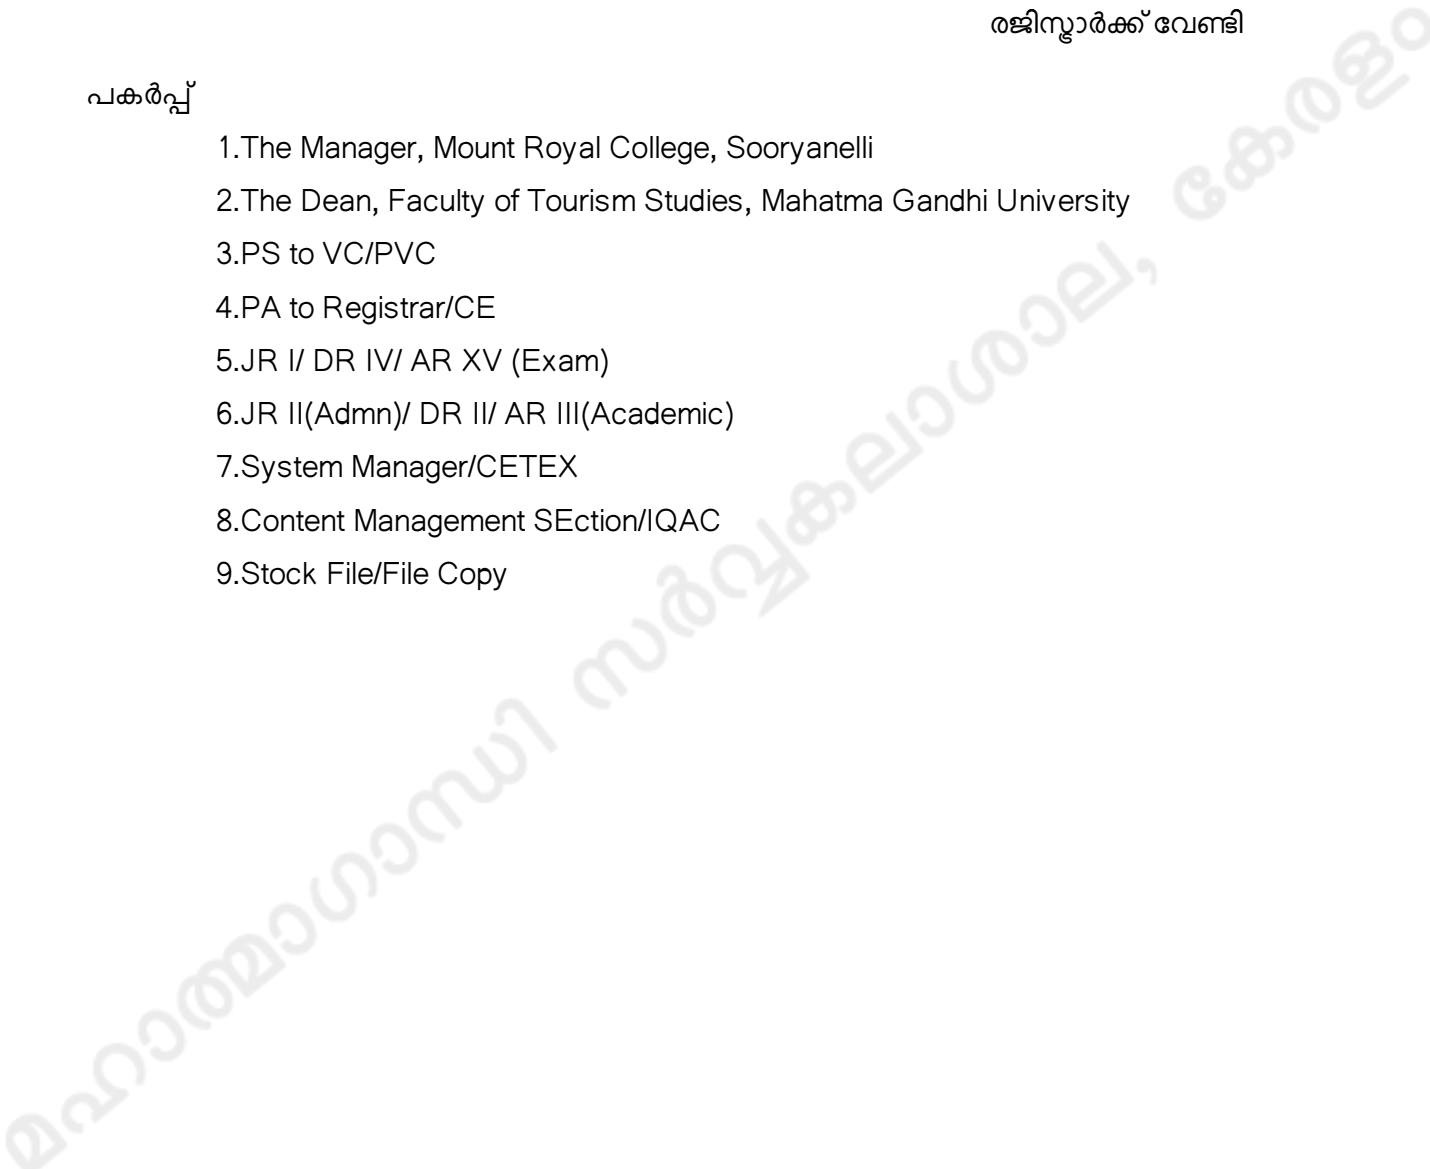 രജിസ്ട്രാർക്ക് വേണ്ടി
പകർപ്പ്
1.The Manager, Mount Royal College, Sooryanelli
2.The Dean, Faculty of Tourism Studies, Mahatma Gandhi University
3.PS to VC/PVC
4.PA to Registrar/CE
5.JR I/ DR IV/ AR XV (Exam)
6.JR II(Admn)/ DR II/ AR III(Academic)
7.System Manager/CETEX
8.Content Management SEction/IQAC
9.Stock File/File Copy
മഹാത്മാഗാന്ധി സർവ്വകലാശാല, കേരളം